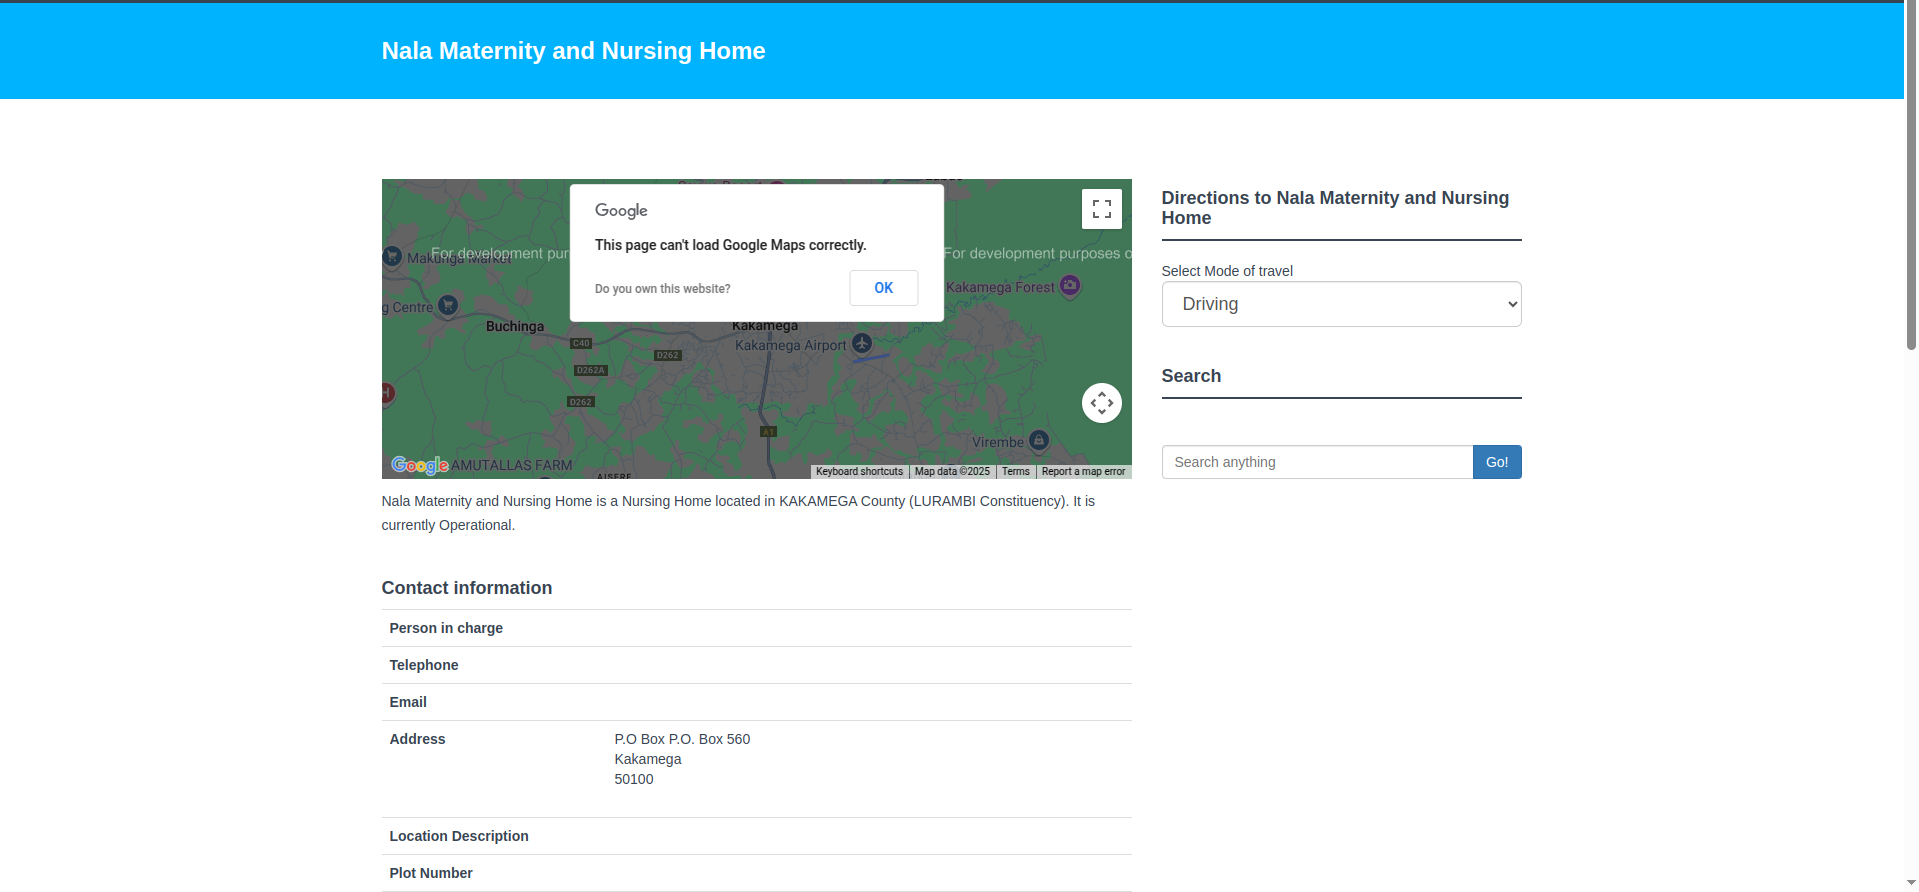 Nala Maternity and Nursing Home
Google
This page can't load Google Maps correctly.
Do you own this website?
OK
For development pur
For development purposes o
Makunga Market
g Centre
Buchinga
Kakamega
Kakamega Airport
Kakamega Forest
C40
D262
D262A
D262
A1
Virembe
H
Google
AMUTALLAS FARM
Keyboard shortcuts
Map data ©2025
Terms
Report a map error
Nala Maternity and Nursing Home is a Nursing Home located in KAKAMEGA County (LURAMBI Constituency). It is
currently Operational.
Contact information
Person in charge
Telephone
Email
Address
P.O Box P.O. Box 560
Kakamega
50100
Location Description
Plot Number
Directions to Nala Maternity and Nursing
Home
Select Mode of travel
Driving
Search
Search anything
Go!